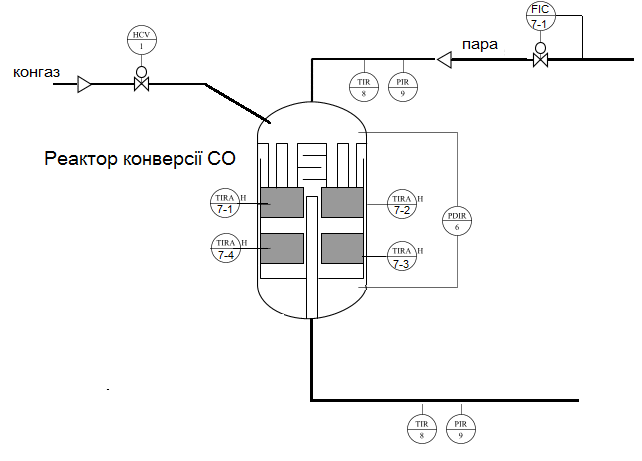 FIC
7-1
HCV
1
пара
конгаз
TIR
8
PIR
9
Реактор конверсії СО
TIRA H
7-1
TIRA H
7-2
PDIR
6
TIRA H
7-4
TIRA H
7-3
TIR
8
PIR
9